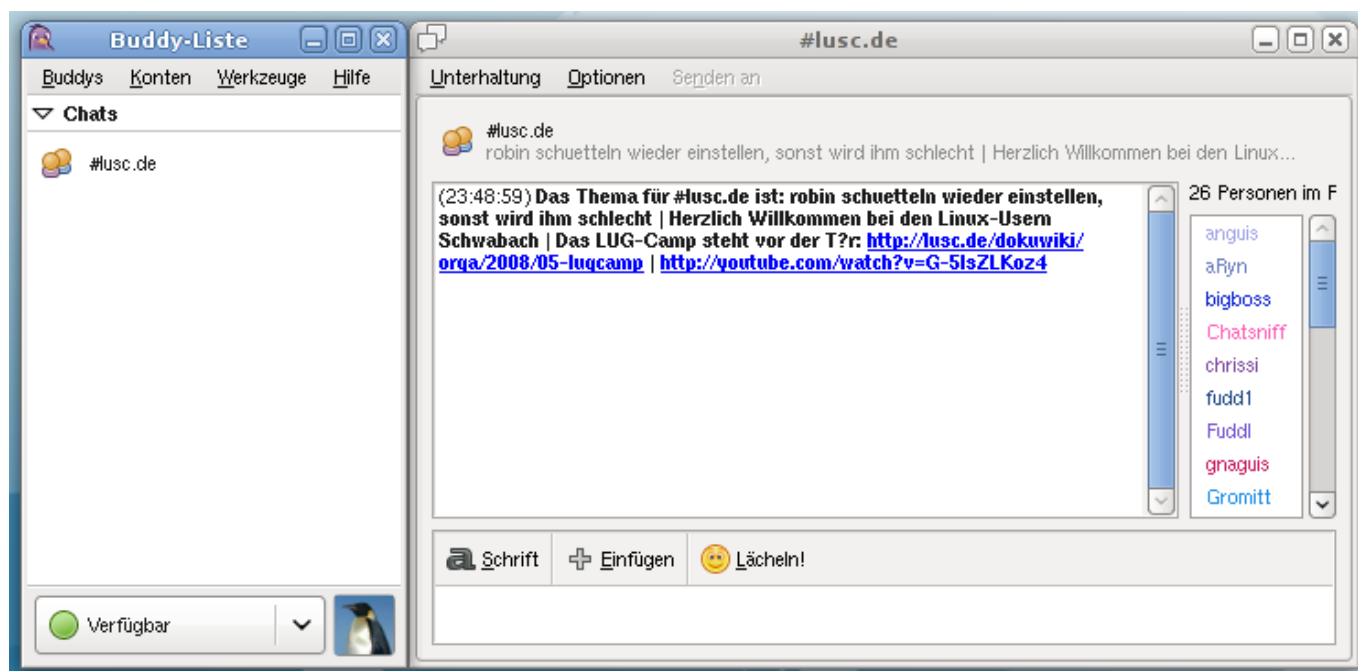 Buddy-Liste
Buddys Konten Werkzeuge Hilfe
Chats
#lusc.de
Verfügbar
#lusc.de
Unterhaltung Optionen Senden an
#lusc.de
robin schuetteln wieder einstellen, sonst wird ihm schlecht | Herzlich Willkommen bei den Linux...
(23:48:59) Das Thema für #lusc.de ist: robin schuetteln wieder einstellen,
sonst wird ihm schlecht | Herzlich Willkommen bei den Linux-Usern
Schwabach | Das LUG-Camp steht vor der T?r: http://lusc.de/dokuwiki/
orga/2008/05-lugcamp | http://youtube.com/watch?v=G-5IsZLKoz4
26 Personen im F
anguis
aRyn
bigboss
Chatsniff
chrissi
fudd1
Fuddl
gnaguis
Gromitt
Schrift Einfügen Lächeln!